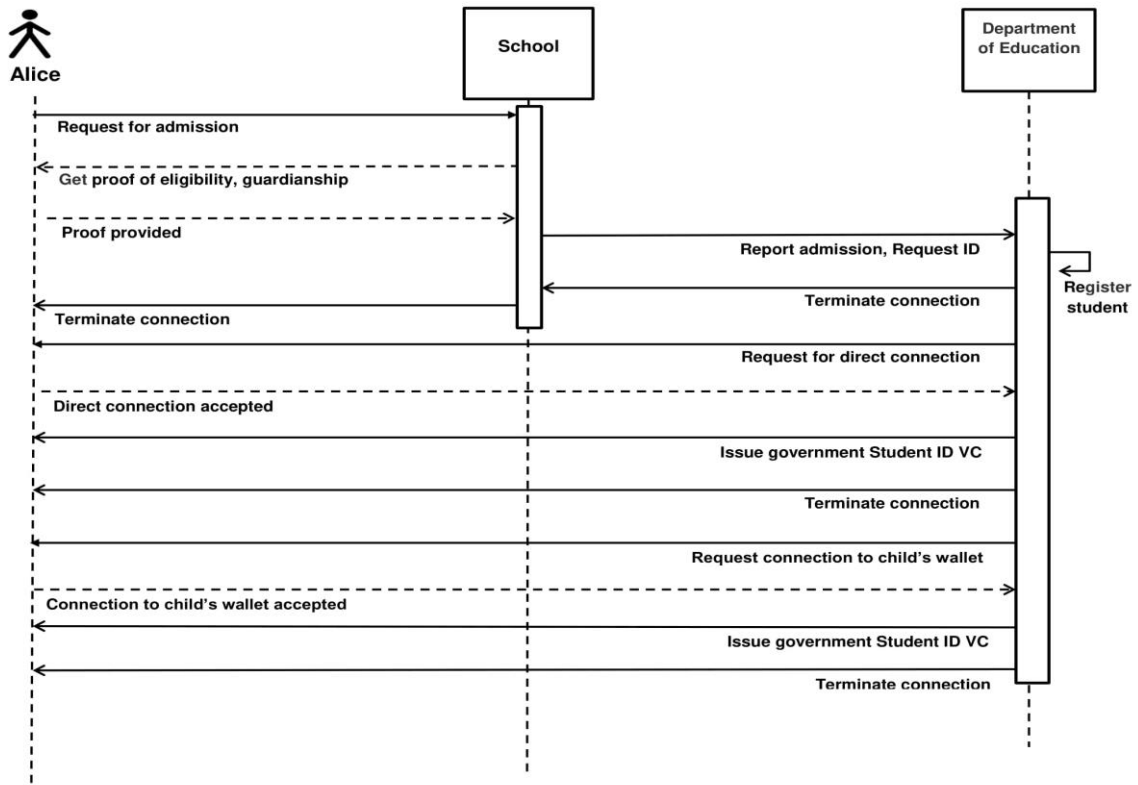 Alice
School
Department
of Education
Request for admission
Get proof of eligibility, guardianship
Proof provided
Report admission, Request ID
Register
student
Terminate connection
Terminate connection
Request for direct connection
Direct connection accepted
Issue government Student ID VC
Terminate connection
Request connection to child's wallet
Connection to child's wallet accepted
Issue government Student ID VC
Terminate connection